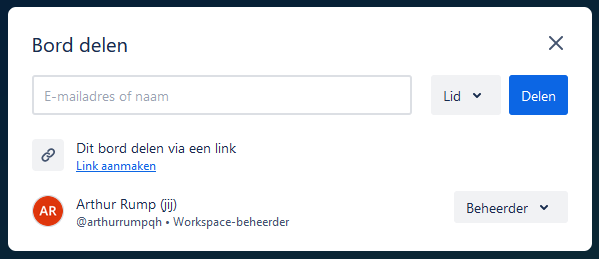 Bord delen
E-mailadres of naam
Lid
Delen
Dit bord delen via een link
Link aanmaken
AR
Arthur Rump (jij)
@arthurrumpqh • Workspace-beheerder
Beheerder